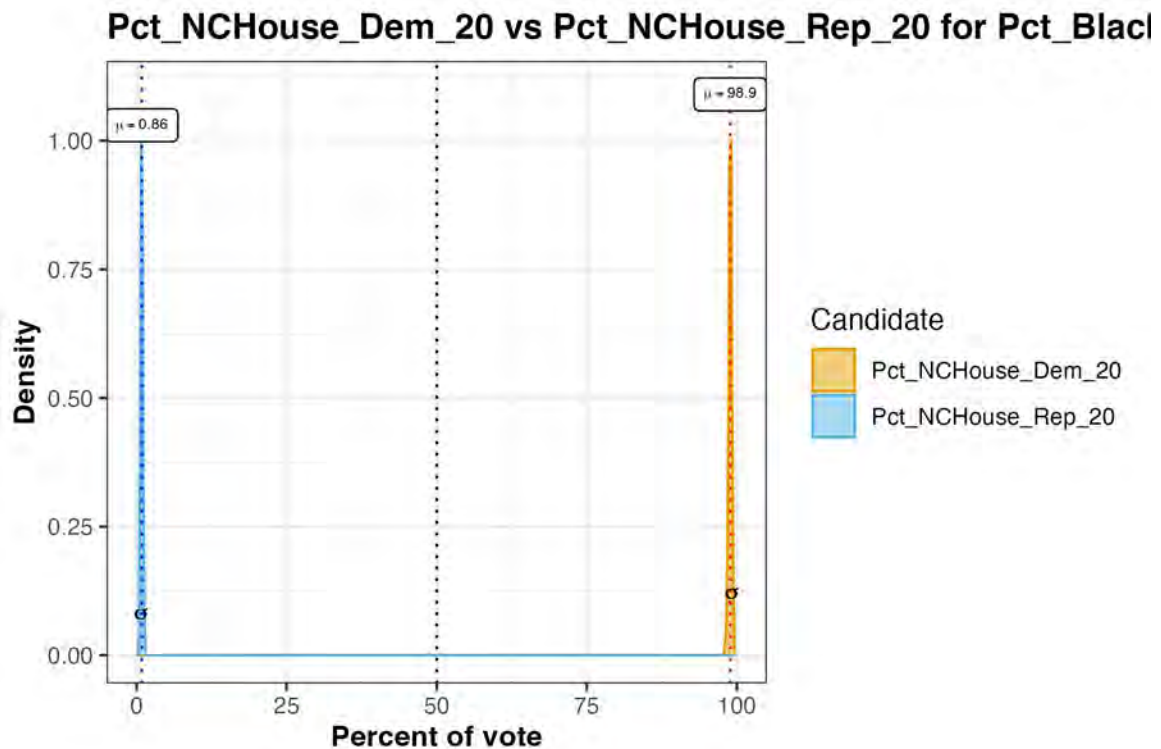 Pct_NCHouse_Dem_20 vs Pct_NCHouse_Rep_20 for Pct_Blac
μ = 98.9
μ = 0.86
1.00
0.75
0.50
0.25
0.00
Density
σ
σ
0 25 50 75 100
Percent of vote
Candidate
Pct_NCHouse_Dem_20
Pct_NCHouse_Rep_20